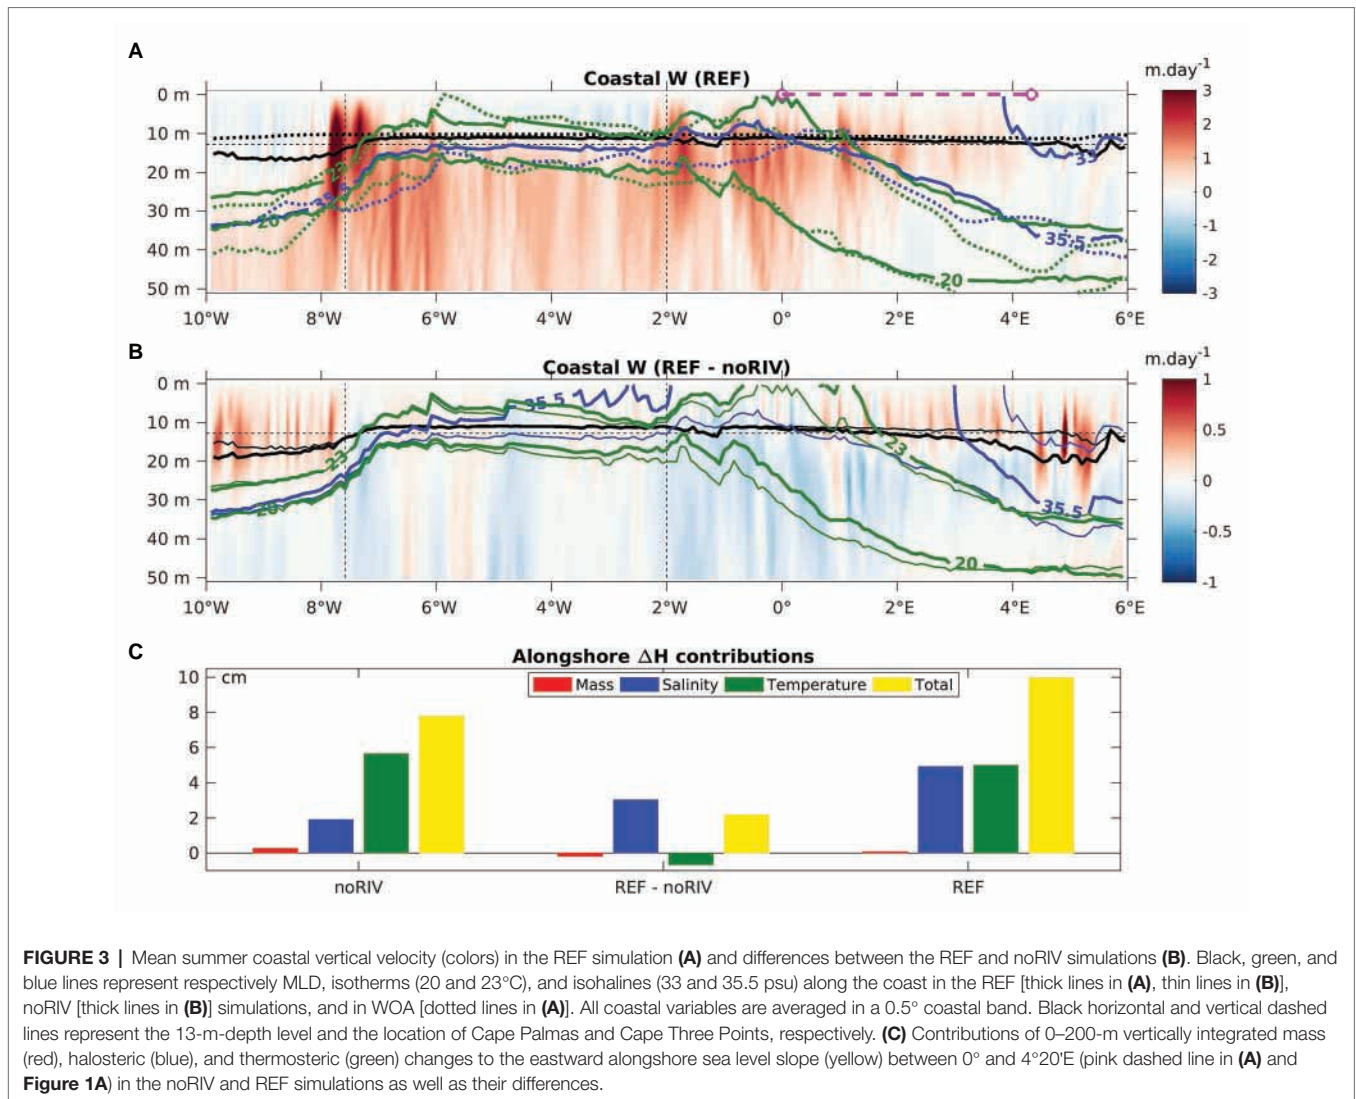 A
Coastal W (REF)
m.day-1
0 m
10 m
20 m
30 m
40 m
50 m
23
35.5
20
33
35.5
20
3
2
1
0
-1
-2
-3
10°W
8°W
6°W
4°W
2°W
0°
2°E
4°E
6°E
B
Coastal W (REF - noRIV)
m.day-1
0 m
10 m
20 m
30 m
40 m
50 m
35.5
23
20
23
35.5
20
1
0.5
0
-0.5
-1
10°W
8°W
6°W
4°W
2°W
0°
2°E
4°E
6°E
C
Alongshore ΔH contributions
cm
Mass Salinity Temperature Total
10
8
6
4
2
0
noRIV
REF - noRIV
REF
FIGURE 3 | Mean summer coastal vertical velocity (colors) in the REF simulation (A) and differences between the REF and noRIV simulations (B). Black, green, and
blue lines represent respectively MLD, isotherms (20 and 23°C), and isohalines (33 and 35.5 psu) along the coast in the REF [thick lines in (A), thin lines in (B)],
noRIV [thick lines in (B)] simulations, and in WOA [dotted lines in (A)]. All coastal variables are averaged in a 0.5° coastal band. Black horizontal and vertical dashed
lines represent the 13-m-depth level and the location of Cape Palmas and Cape Three Points, respectively. (C) Contributions of 0–200-m vertically integrated mass
(red), halosteric (blue), and thermosteric (green) changes to the eastward alongshore sea level slope (yellow) between 0° and 4°20'E (pink dashed line in (A) and
Figure 1A) in the noRIV and REF simulations as well as their differences.